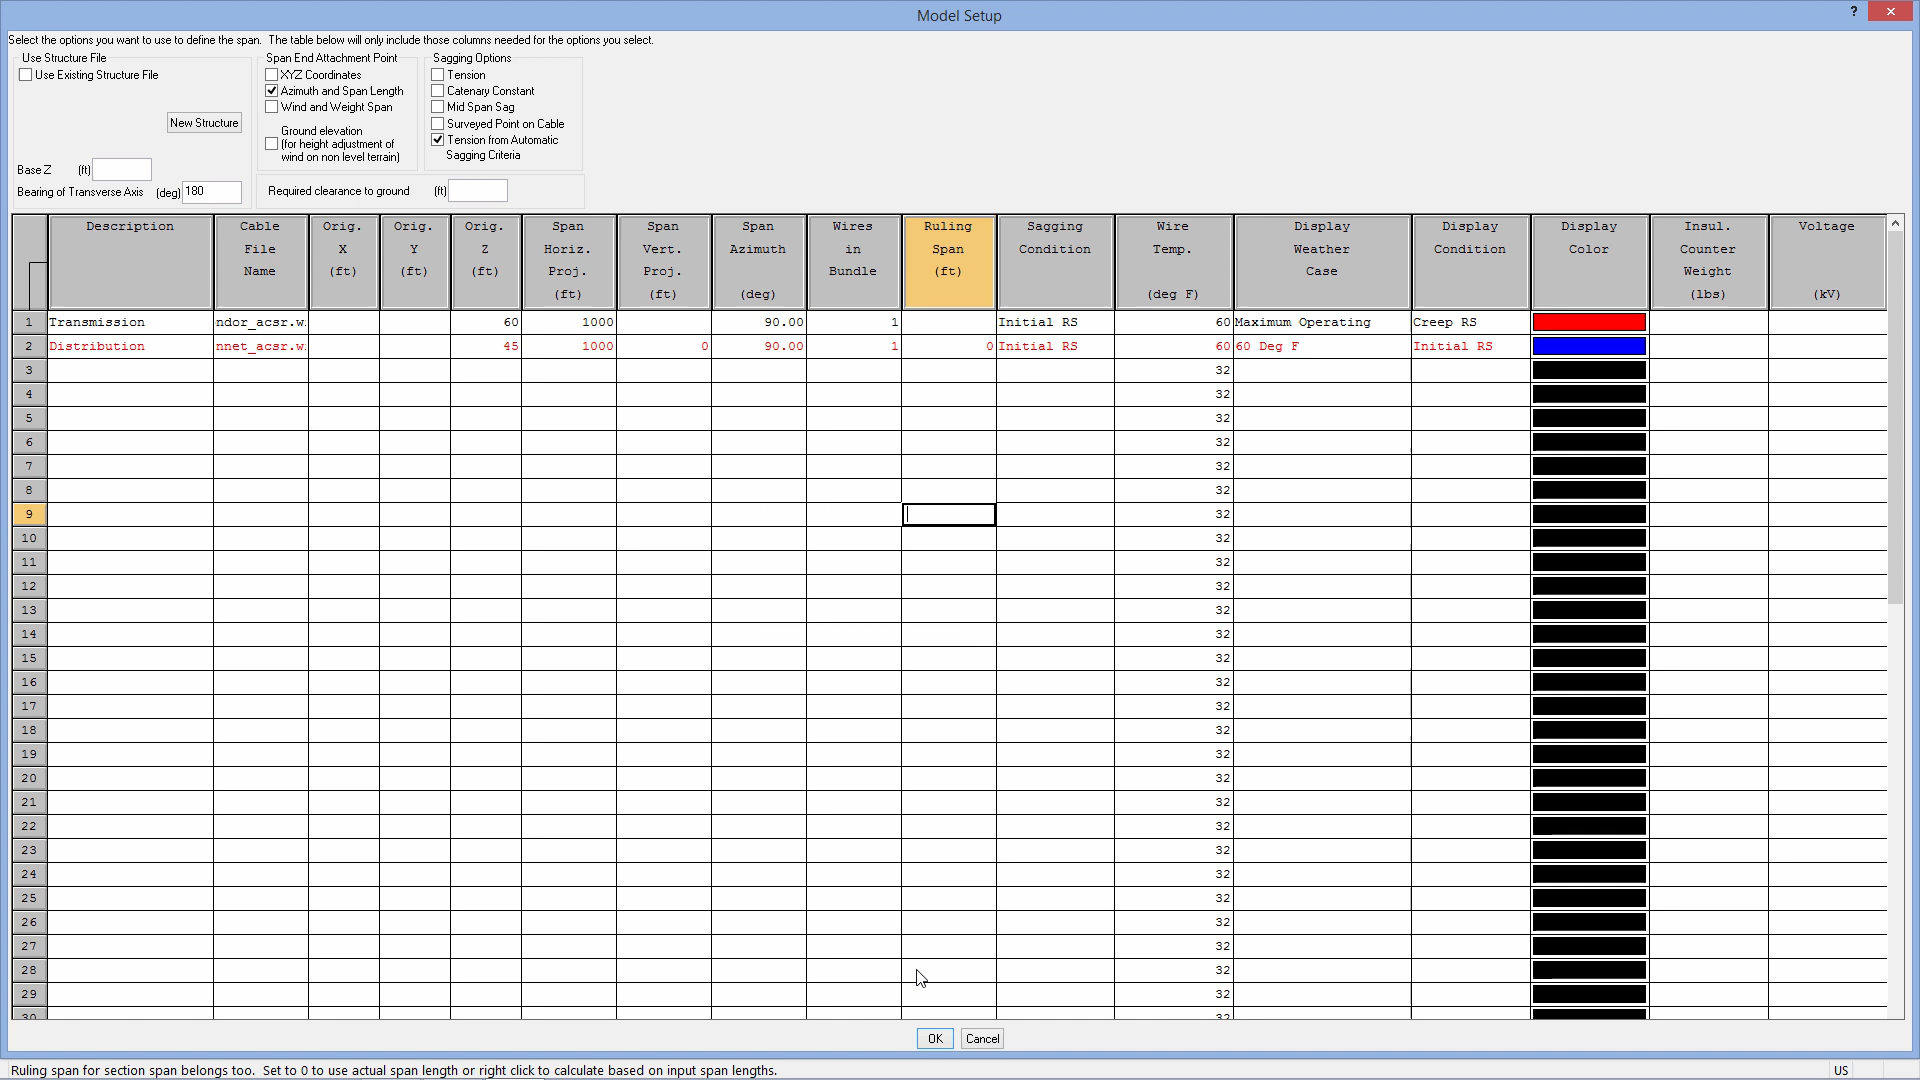 Model Setup
?
Select the options you want to use to define the span. The table below will only include those columns needed for the options you select.
Use Structure File
Use Existing Structure File
New Structure
Base Z (ft)
Bearing of Transverse Axis (deg) 180
Span End Attachment Point
XYZ Coordinates
Azimuth and Span Length
Wind and Weight Span
Ground elevation
(for height adjustment of
wind on non level terrain)
Sagging Options
Tension
Catenary Constant
Mid Span Sag
Surveyed Point on Cable
Tension from Automatic
Sagging Criteria
Required clearance to ground (ft)
Description
Cable
File
Name
Orig.
X
(ft)
Orig.
Y
(ft)
Orig.
Z
(ft)
Span
Horiz.
Proj.
(ft)
Span
Vert.
Proj.
(ft)
Span
Azimuth
(deg)
Wires
in
Bundle
Ruling
Span
(ft)
Sagging
Condition
Wire
Temp.
(deg F)
Display
Weather
Case
Display
Condition
Display
Color
Insul.
Counter
Weight
(lbs)
Voltage
(kV)
1 Transmission ndor_acsr.w 60 1000 90.00 1 Initial RS 60 Maximum Operating Creep RS
2 Distribution nnet_acsr.w 45 1000 0 90.00 1 0 Initial RS 60 60 Deg F Initial RS
3 32
4 32
5 32
6 32
7 32
8 32
9 32
10 32
11 32
12 32
13 32
14 32
15 32
16 32
17 32
18 32
19 32
20 32
21 32
22 32
23 32
24 32
25 32
26 32
27 32
28 32
29 32
30 32
OK
Cancel
Ruling span for section span belongs too. Set to 0 to use actual span length or right click to calculate based on input span lengths.
US